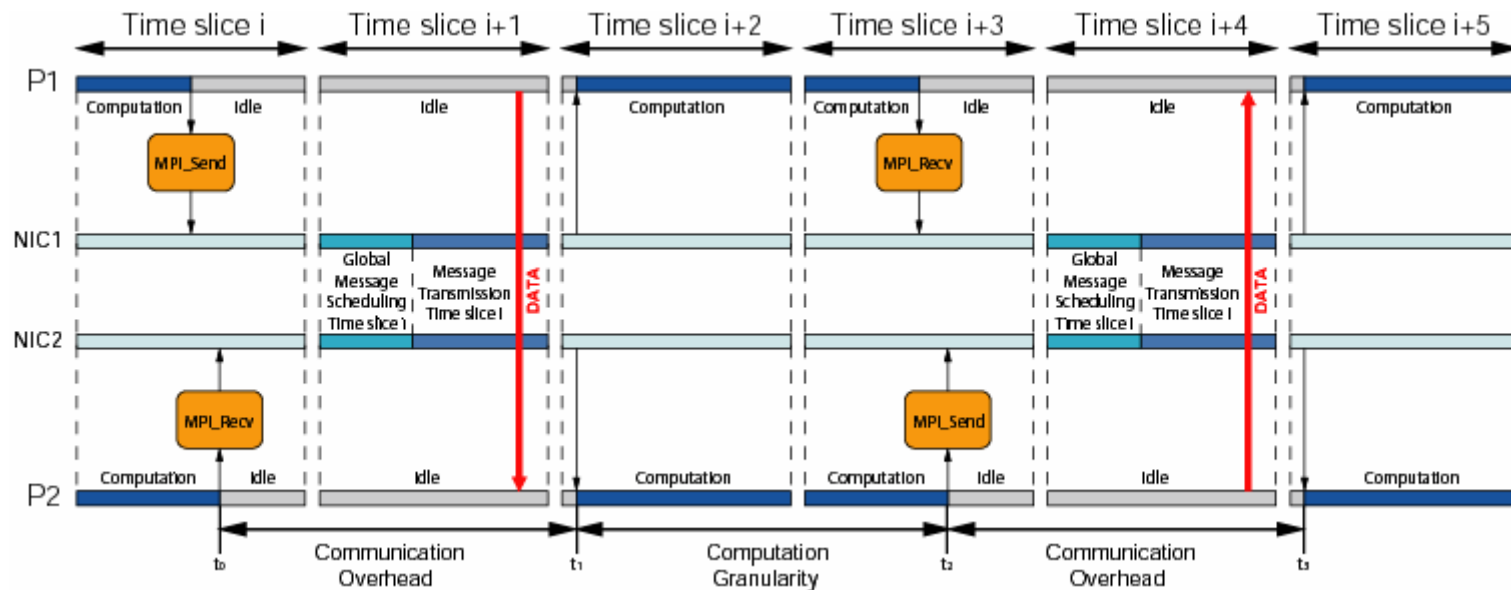 Time slice i Time slice i+1 Time slice i+2 Time slice i+3 Time slice i+4 Time slice i+5
P1
Computation Idle Idle Computation Computation Idle Idle Computation
MPI_Send MPI_Recv
NIC1
Global Message Scheduling Time slice i
Message Transmission Time slice i
DATA
Global Message Scheduling Time slice i
Message Transmission Time slice i
DATA
NIC2
MPI_Recv MPI_Send
Computation Idle Idle Computation Computation Idle Idle Computation
P2
t0 Communication Overhead t1 Computation Granularity t2 Communication Overhead t3